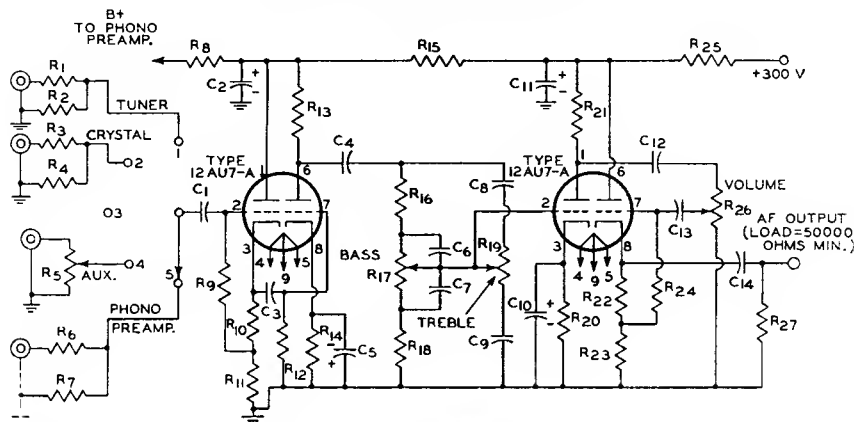 B+
TO PHONO
PREAMP.
R8
R15
R25
+300 V
R1
R2
TUNER
C2
+
-
R13
C11
+
-
R21
R3
CRYSTAL
R4
1
2
3
4
5
TYPE
12AU7-A
6
C4
C1
2
7
3
8
4
9
5
R16
C8
TYPE
12AU7-A
1
6
C12
VOLUME
R26
2
7
C13
3
8
4
9
5
AF OUTPUT
(LOAD=50000
OHMS MIN.)
R5
AUX.
R9
BASS
R17
C6
C7
R19
TREBLE
C10
+
-
R20
R22
R24
C14
PHONO
PREAMP.
R6
R7
R10
C3
R11
R12
R14
-
+
C5
R18
C9
R23
R27